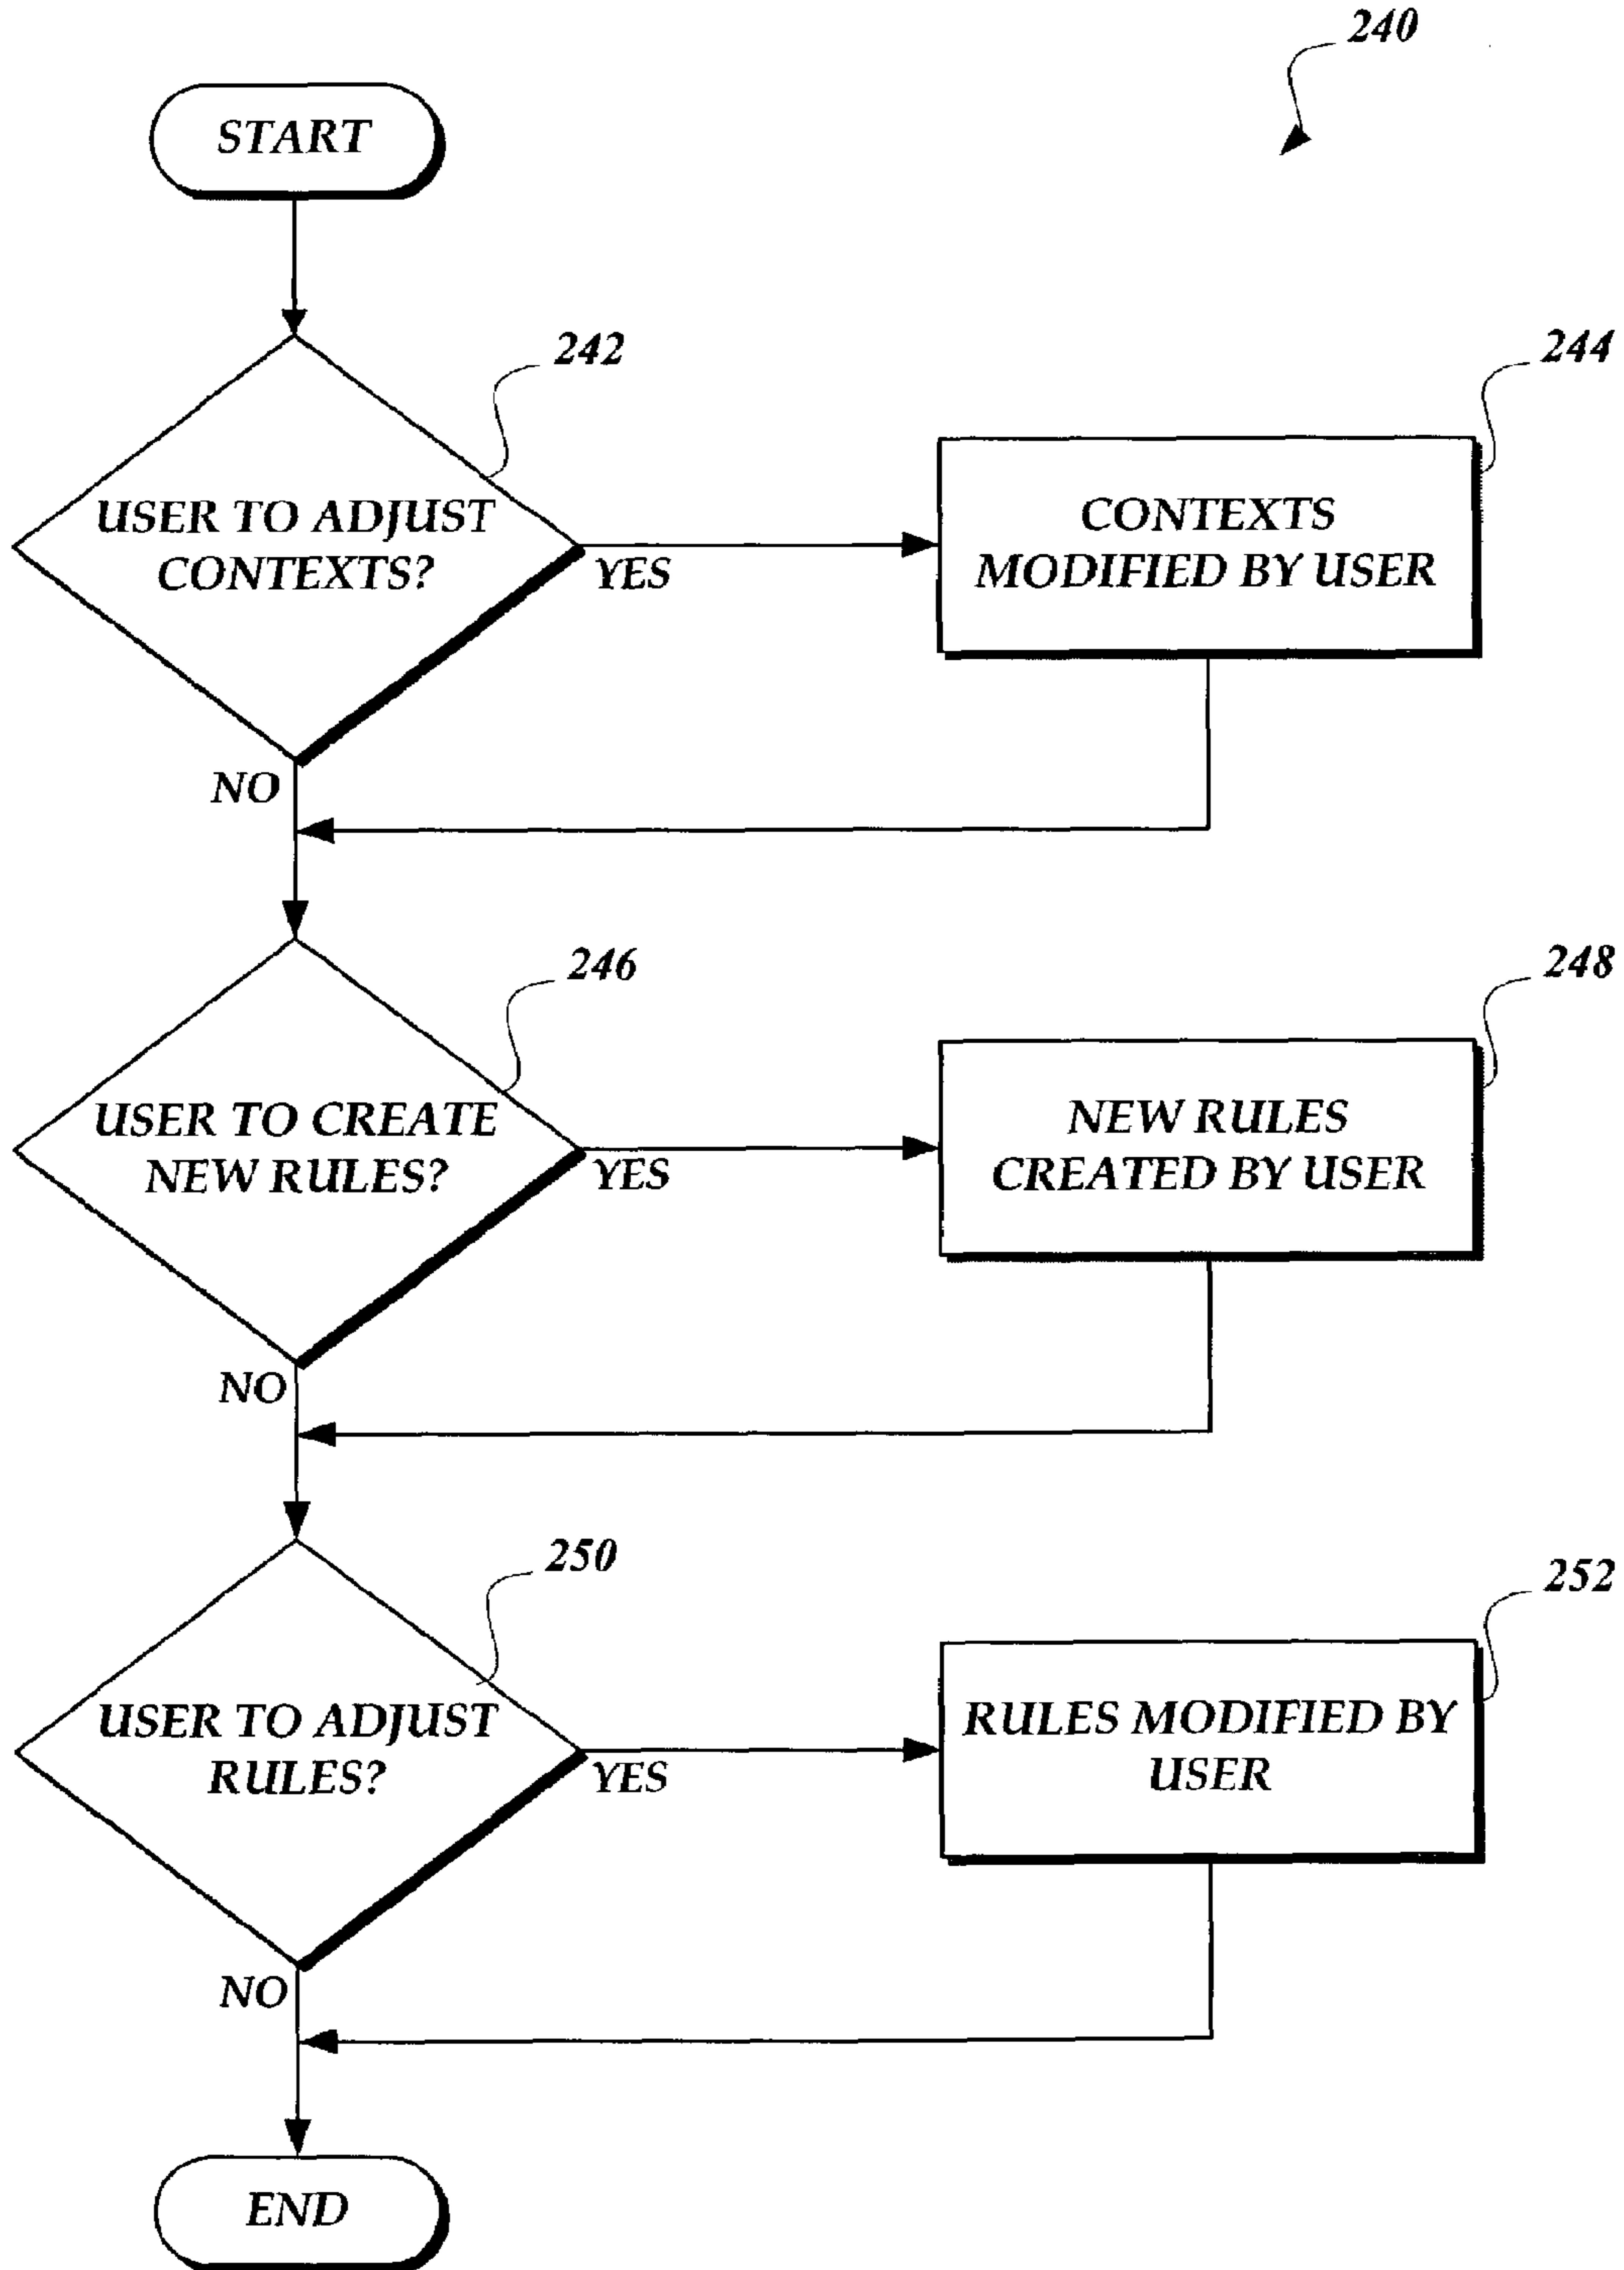 240
START
242
244
USER TO ADJUST
CONTEXTS?
YES
CONTEXTS
MODIFIED BY USER
NO
246
248
USER TO CREATE
NEW RULES?
YES
NEW RULES
CREATED BY USER
NO
250
252
USER TO ADJUST
RULES?
YES
RULES MODIFIED BY
USER
NO
END